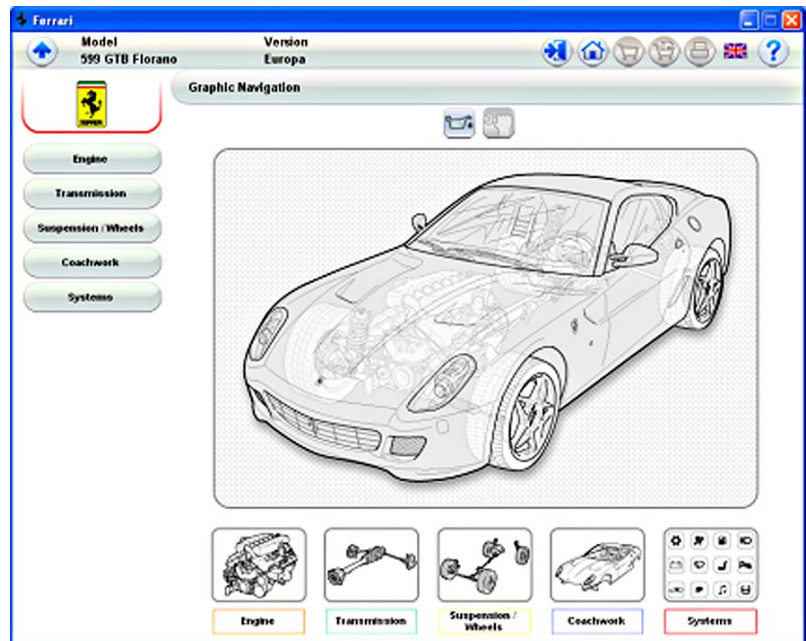 Ferrari
Model
599 GTB Fiorano
Version
Europa
Graphic Navigation
Engine
Transmission
Suspension / Wheels
Coachwork
Systems
Engine
Transmission
Suspension /
Wheels
Coachwork
Systems